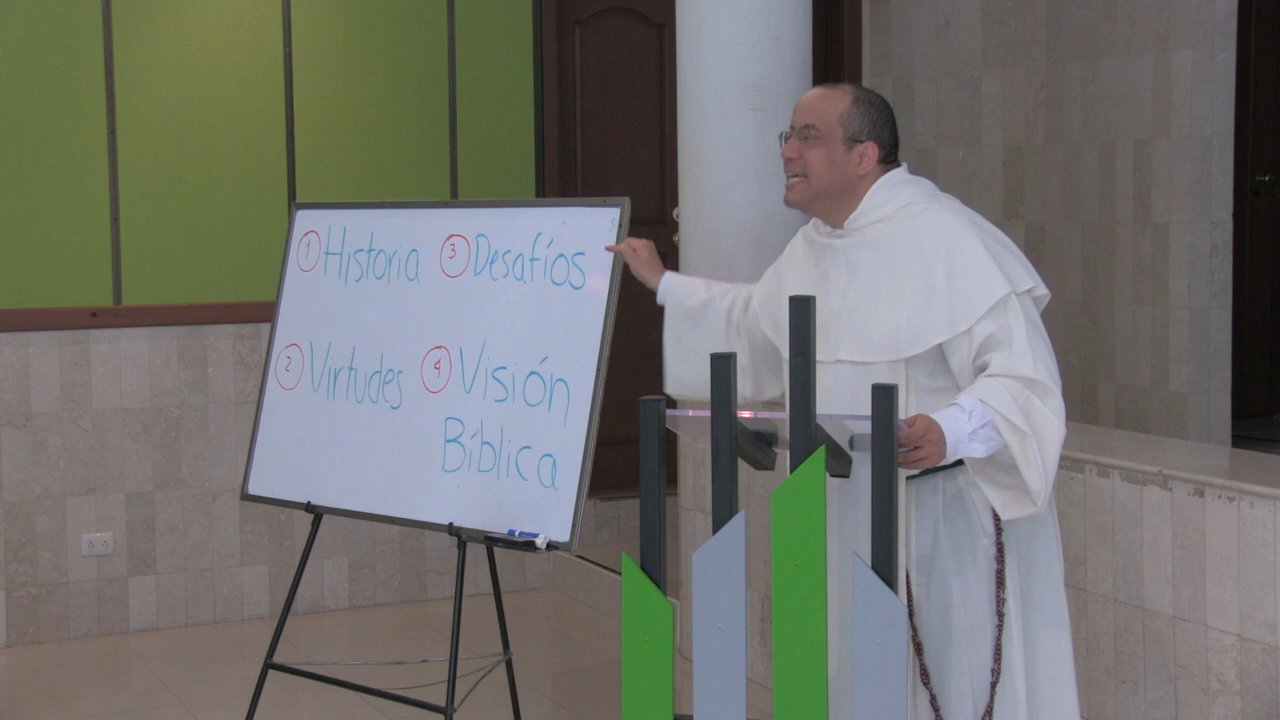 ① Historia
② Virtudes
③ Desafíos
④ Visión
Bíblica